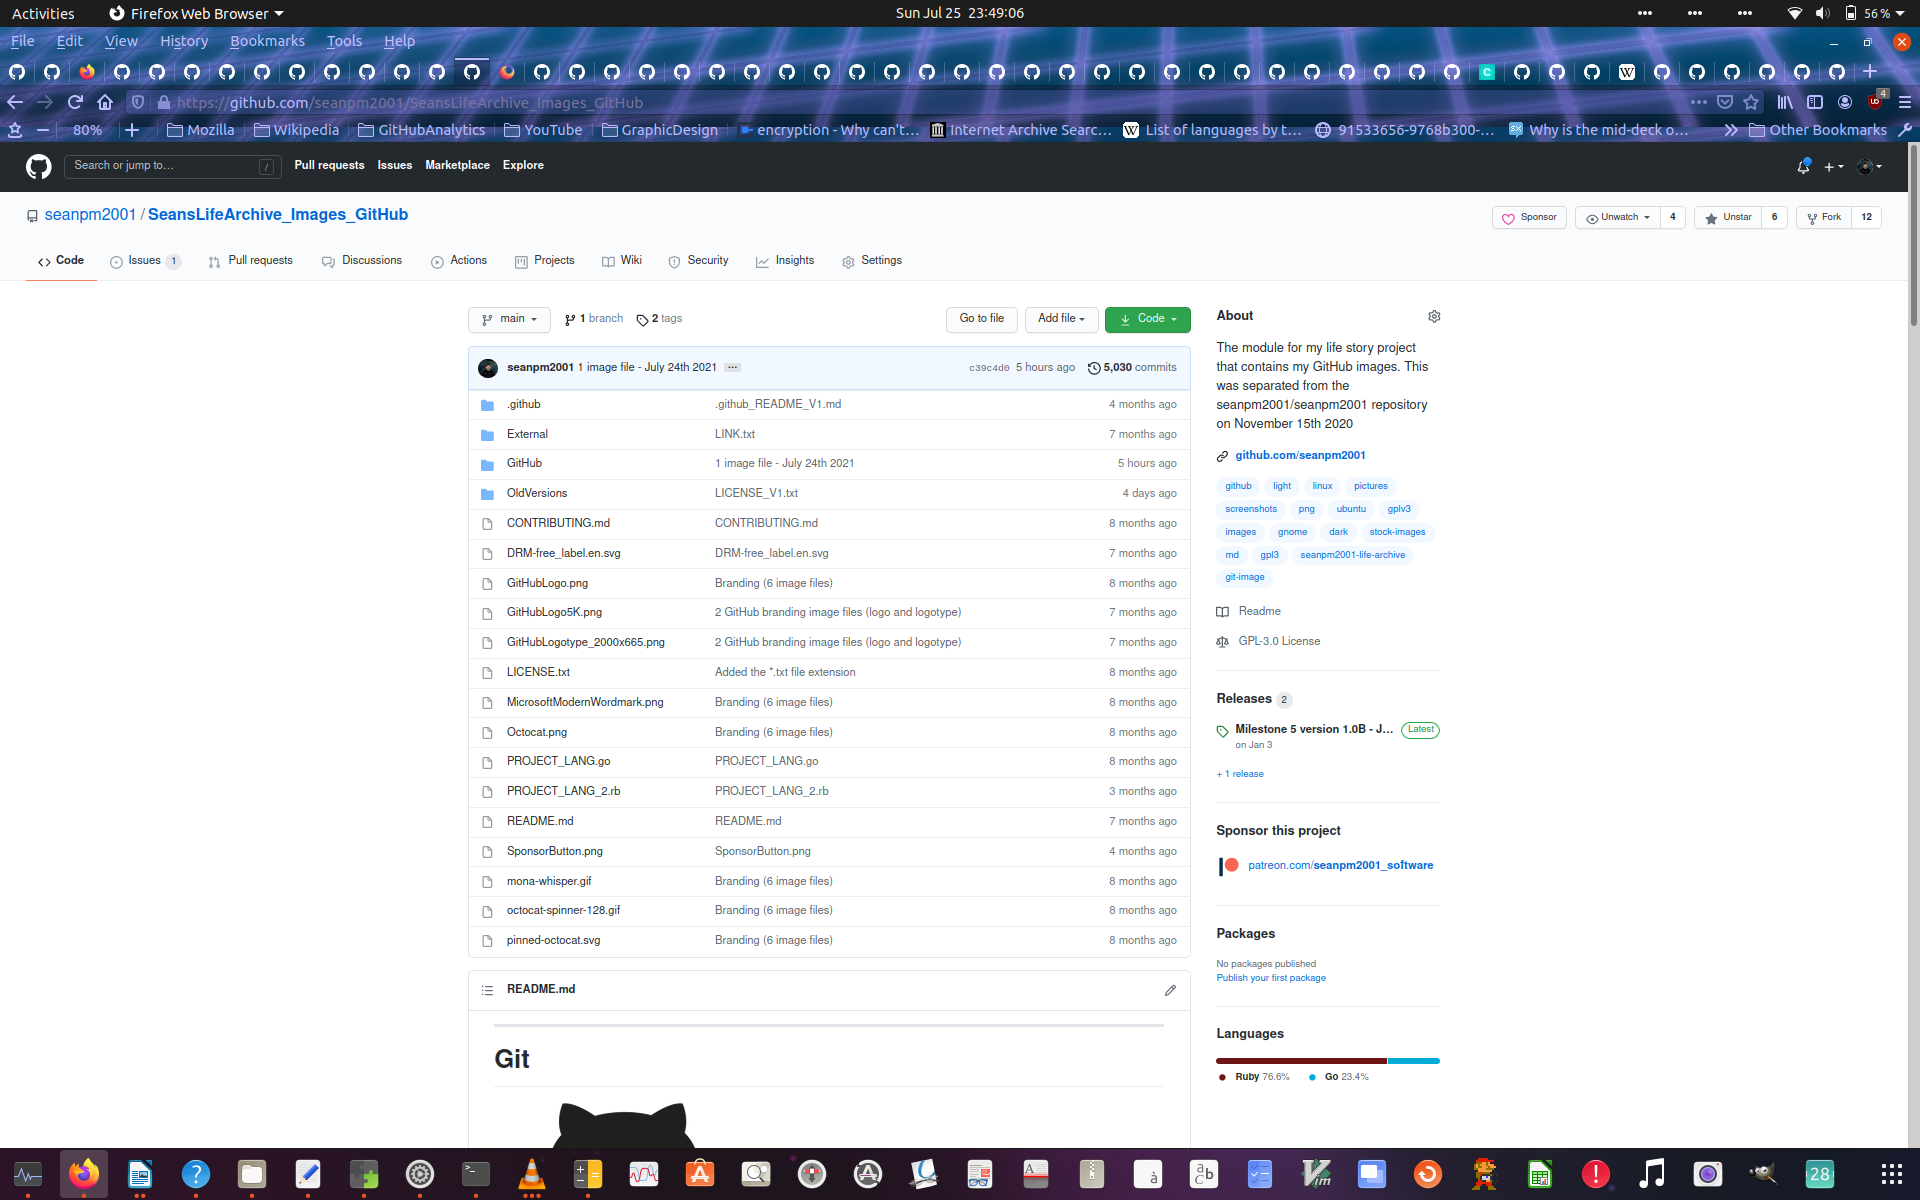 Activities Firefox Web Browser Sun Jul 25 23:49:06 56 %
File Edit View History Bookmarks Tools Help
https://github.com/seanpm2001/SeansLifeArchive_Images_GitHub 4
80% Mozilla Wikipedia GitHubAnalytics YouTube GraphicDesign encryption - Why can't… Internet Archive Searc… List of languages by t… 91533656-9768b300-… Why is the mid-deck o… Other Bookmarks
Search or jump to… / Pull requests Issues Marketplace Explore
seanpm2001 / SeansLifeArchive_Images_GitHub Sponsor Unwatch 4 Unstar 6 Fork 12
Code Issues 1 Pull requests Discussions Actions Projects Wiki Security Insights Settings
main 1 branch 2 tags Go to file Add file Code
seanpm2001 1 image file - July 24th 2021 ... c39c4d0 5 hours ago 5,030 commits
.github .github_README_V1.md 4 months ago
External LINK.txt 7 months ago
GitHub 1 image file - July 24th 2021 5 hours ago
OldVersions LICENSE_V1.txt 4 days ago
CONTRIBUTING.md CONTRIBUTING.md 8 months ago
DRM-free_label.en.svg DRM-free_label.en.svg 7 months ago
GitHubLogo.png Branding (6 image files) 8 months ago
GitHubLogo5K.png 2 GitHub branding image files (logo and logotype) 7 months ago
GitHubLogotype_2000x665.png 2 GitHub branding image files (logo and logotype) 7 months ago
LICENSE.txt Added the *.txt file extension 8 months ago
MicrosoftModernWordmark.png Branding (6 image files) 8 months ago
Octocat.png Branding (6 image files) 8 months ago
PROJECT_LANG.go PROJECT_LANG.go 8 months ago
PROJECT_LANG_2.rb PROJECT_LANG_2.rb 3 months ago
README.md README.md 7 months ago
SponsorButton.png SponsorButton.png 4 months ago
mona-whisper.gif Branding (6 image files) 8 months ago
octocat-spinner-128.gif Branding (6 image files) 8 months ago
pinned-octocat.svg Branding (6 image files) 8 months ago
README.md
Git
About
The module for my life story project
that contains my GitHub images. This
was separated from the
seanpm2001/seanpm2001 repository
on November 15th 2020
github.com/seanpm2001
github light linux pictures
screenshots png ubuntu gplv3
images gnome dark stock-images
md gpl3 seanpm2001-life-archive
git-image
Readme
GPL-3.0 License
Releases 2
Milestone 5 version 1.0B - J... Latest
on Jan 3
+ 1 release
Sponsor this project
patreon.com/seanpm2001_software
Packages
No packages published
Publish your first package
Languages
Ruby 76.6% Go 23.4%
28